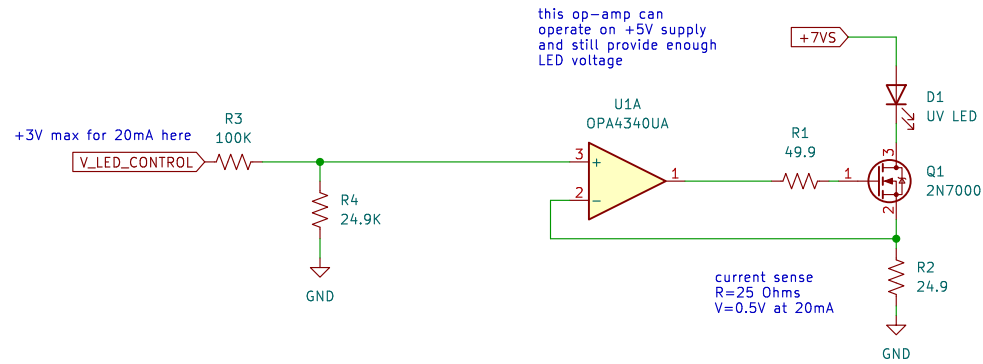 this op-amp can
operate on +5V supply
and still provide enough
LED voltage
+7VS
U1A
OPA4340UA
D1
UV LED
+3V max for 20mA here
R3
100K
V_LED_CONTROL
3
+
2
-
1
R1
49.9
1
3
2
Q1
2N7000
R4
24.9K
GND
current sense
R=25 Ohms
V=0.5V at 20mA
R2
24.9
GND